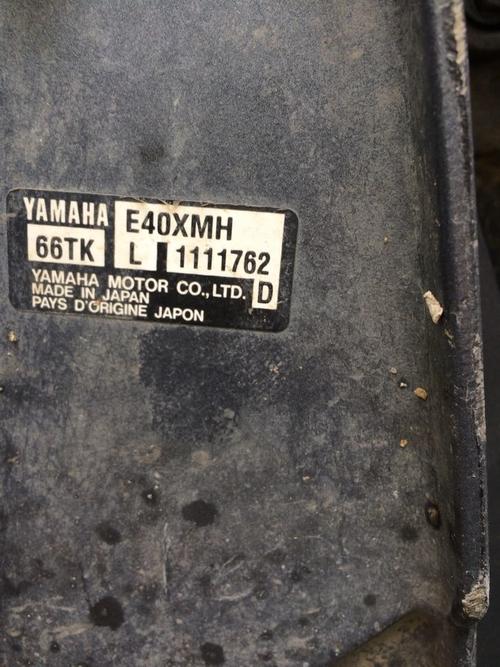 YAMAHA E40XMH
66TK L 1111762
YAMAHA MOTOR CO., LTD. D
MADE IN JAPAN
PAYS D'ORIGINE JAPON